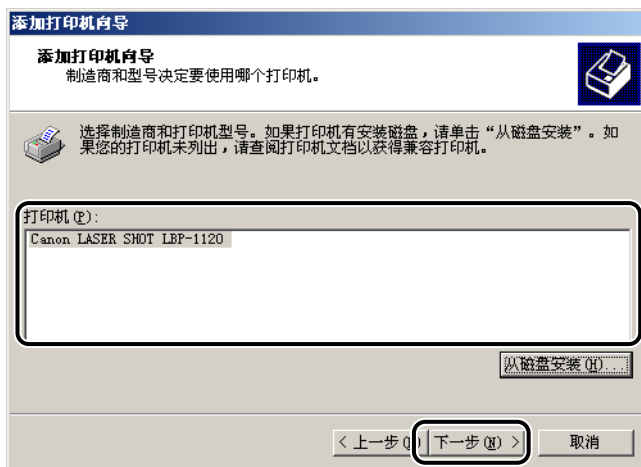 添加打印机向导
添加打印机向导
制造商和型号决定要使用哪个打印机。
选择制造商和打印机型号。如果打印机有安装磁盘，请单击“从磁盘安装”。如
果您的打印机未列出，请查阅打印机文档以获得兼容打印机。
打印机(P):
Canon LASER SHOT LBP-1120
从磁盘安装(H)...
< 上一步 下一步(N) > 取消